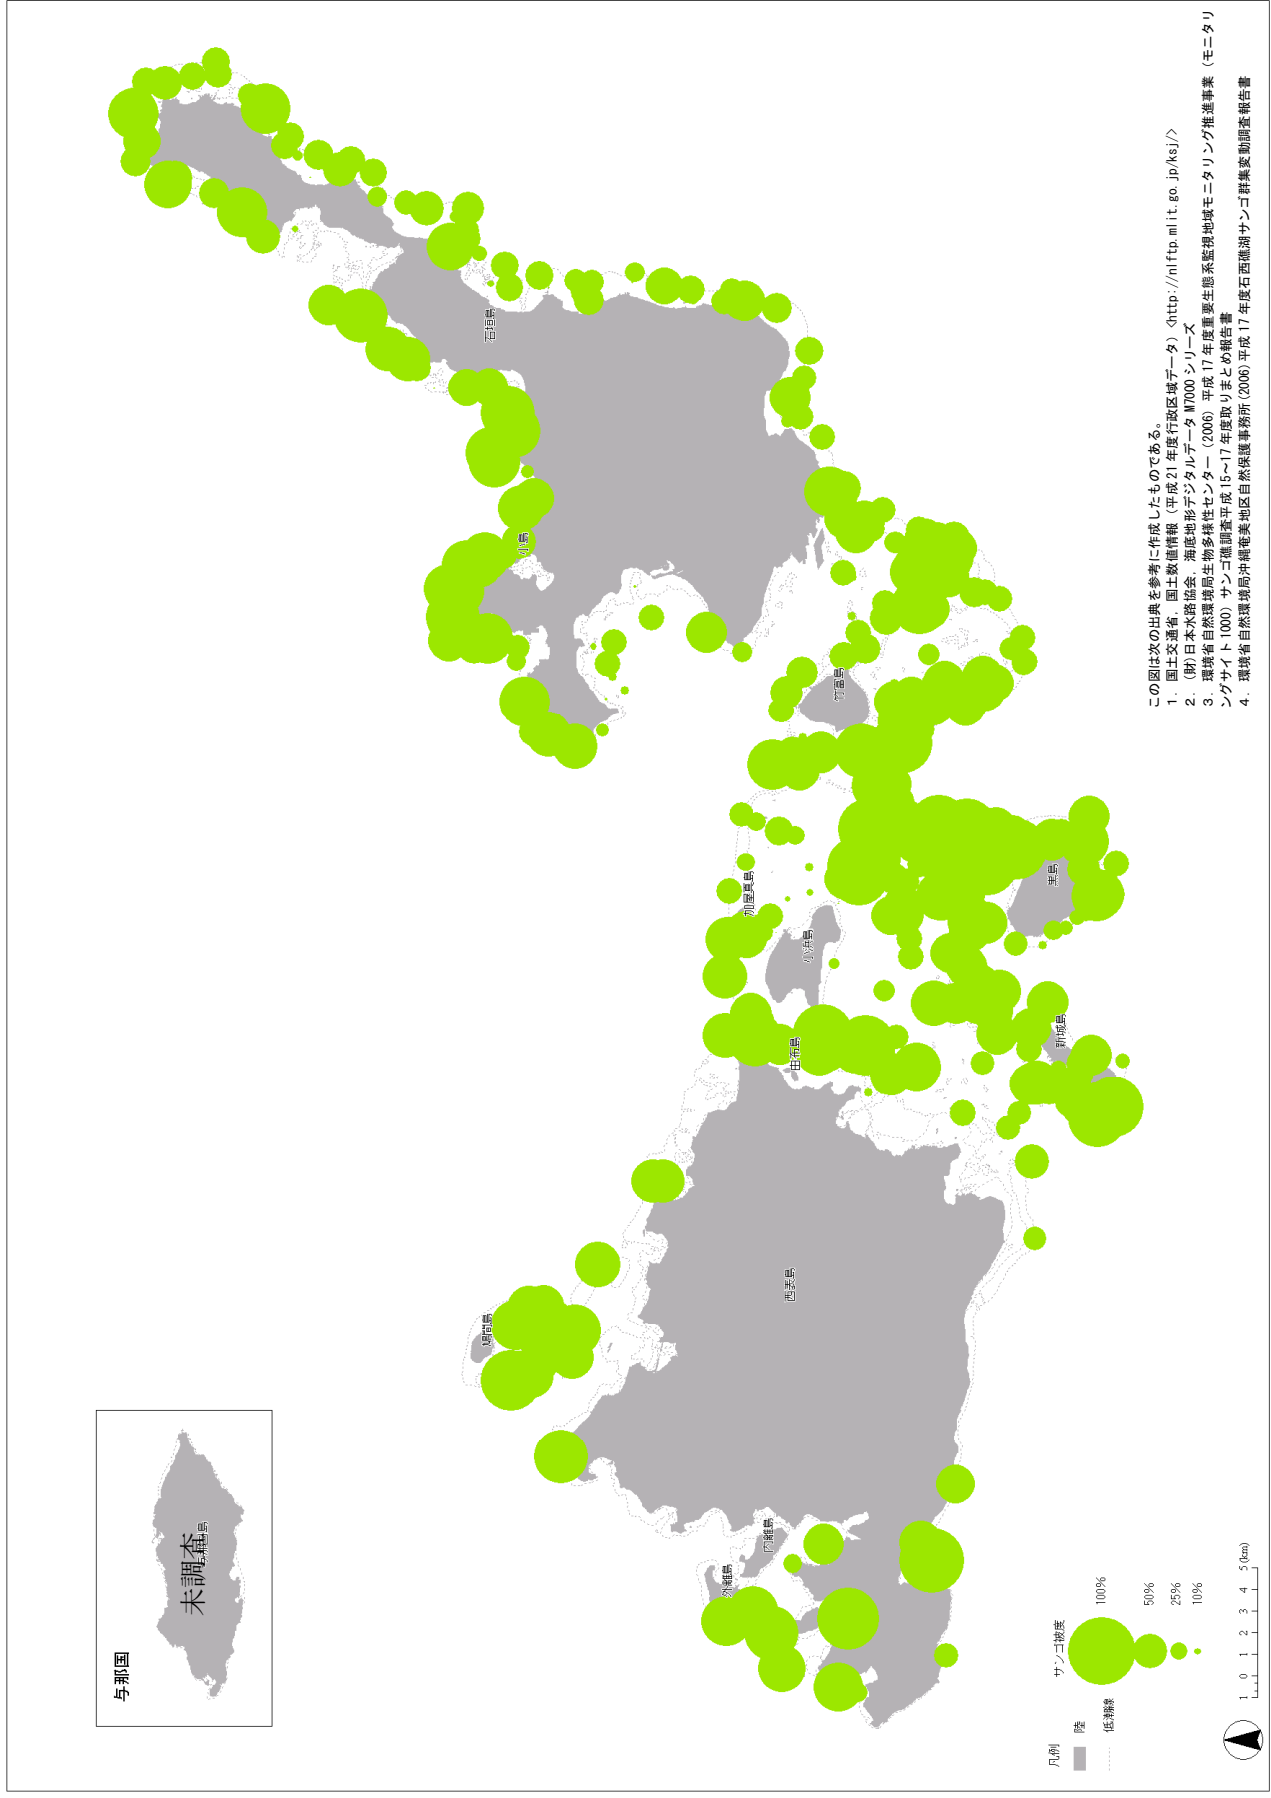 与那国
与那国島
未調査
鳩間島
外離島
内離島
西表島
由布島
小浜島
加屋真島
竹富島
黒島
新城島
小島
石垣島
凡例
陸
低潮線
サンゴ被度
100%
50%
25%
10%
1 0 1 2 3 4 5 (km)
この図は次の出典を参考に作成したものである。
1. 国土交通省. 国土数値情報 (平成21年度行政区域データ) <http://nlftp.mlit.go.jp/ksj/>
2. (財)日本水路協会. 海底地形デジタルデータ M7000 シリーズ
3. 環境省自然環境局生物多様性センター (2006) 平成17年度重要生態系監視地域モニタリング推進事業 (モニタリ
ングサイト1000) サンゴ礁調査平成15～17年度取りまとめ報告書
4. 環境省自然環境局沖縄奄美地区自然保護事務所(2006)平成17年度石西礁湖サンゴ群集変動調査報告書